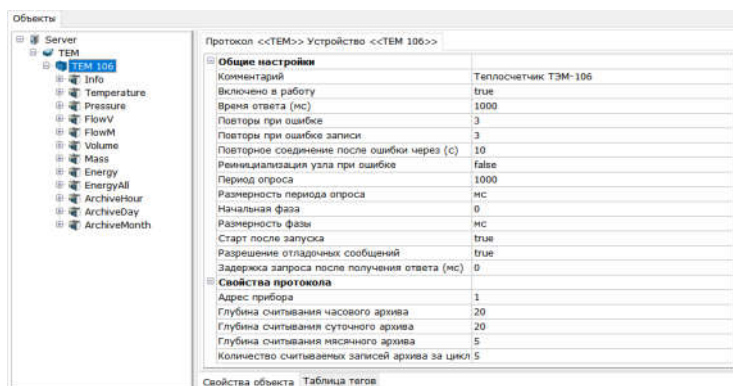 Объекты
Server
TEM
TEM 106
Info
Temperature
Pressure
FlowV
FlowM
Volume
Mass
Energy
EnergyAll
ArchiveHour
ArchiveDay
ArchiveMonth
Протокол <<TEM>> Устройство <<TEM 106>>
Общие настройки
Комментарий Теплосчетчик ТЭМ-106
Включено в работу true
Время ответа (мс) 1000
Повторы при ошибке 3
Повторы при ошибке записи 3
Повторное соединение после ошибки через (с) 10
Реинициализация узла при ошибке false
Период опроса 1000
Размерность периода опроса мс
Начальная фаза 0
Размерность фазы мс
Старт после запуска true
Разрешение отладочных сообщений true
Задержка запроса после получения ответа (мс) 0
Свойства протокола
Адрес прибора 1
Глубина считывания часового архива 20
Глубина считывания суточного архива 20
Глубина считывания мясячного архива 5
Количество считываемых записей архива за цикл 5
Свойства объекта Таблица тегов